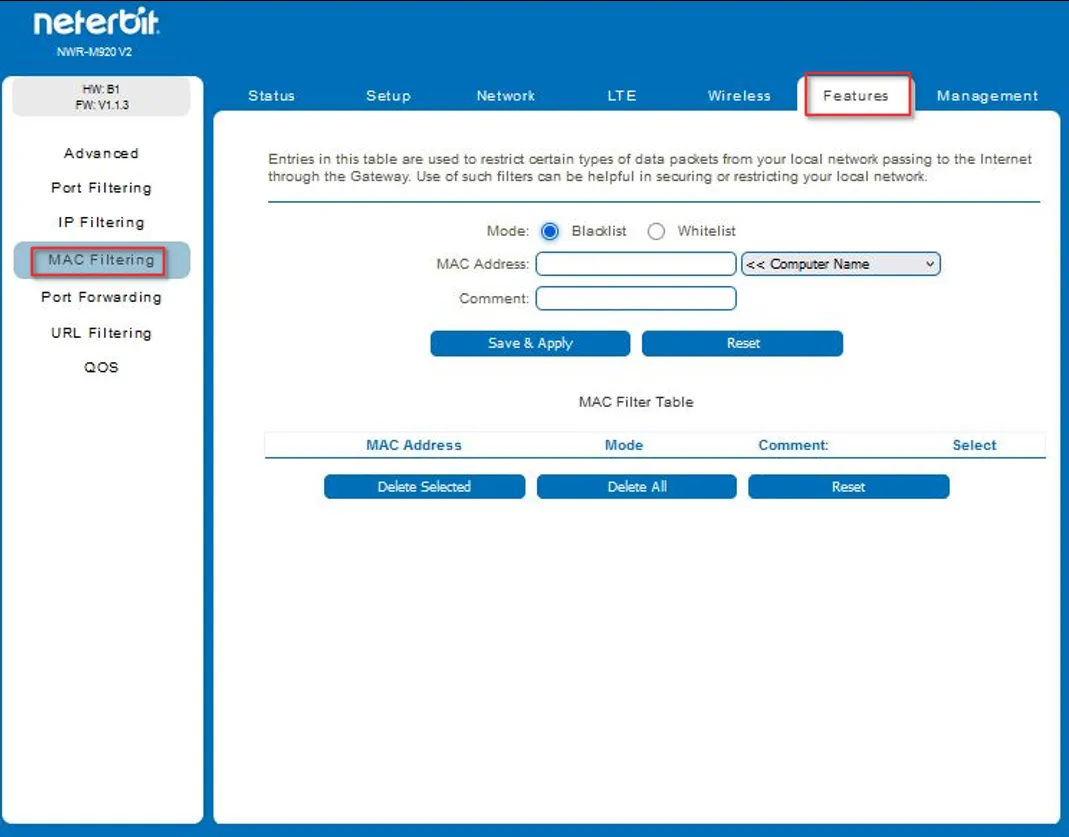 neterbit.
NWR-M920 V2
HW: B1
FW: V1.1.3
Status Setup Network LTE Wireless Features Management
Advanced
Port Filtering
IP Filtering
MAC Filtering
Port Forwarding
URL Filtering
QOS
Entries in this table are used to restrict certain types of data packets from your local network passing to the Internet
through the Gateway. Use of such filters can be helpful in securing or restricting your local network.
Mode: Blacklist Whitelist
MAC Address: << Computer Name
Comment:
Save & Apply Reset
MAC Filter Table
MAC Address Mode Comment: Select
Delete Selected Delete All Reset